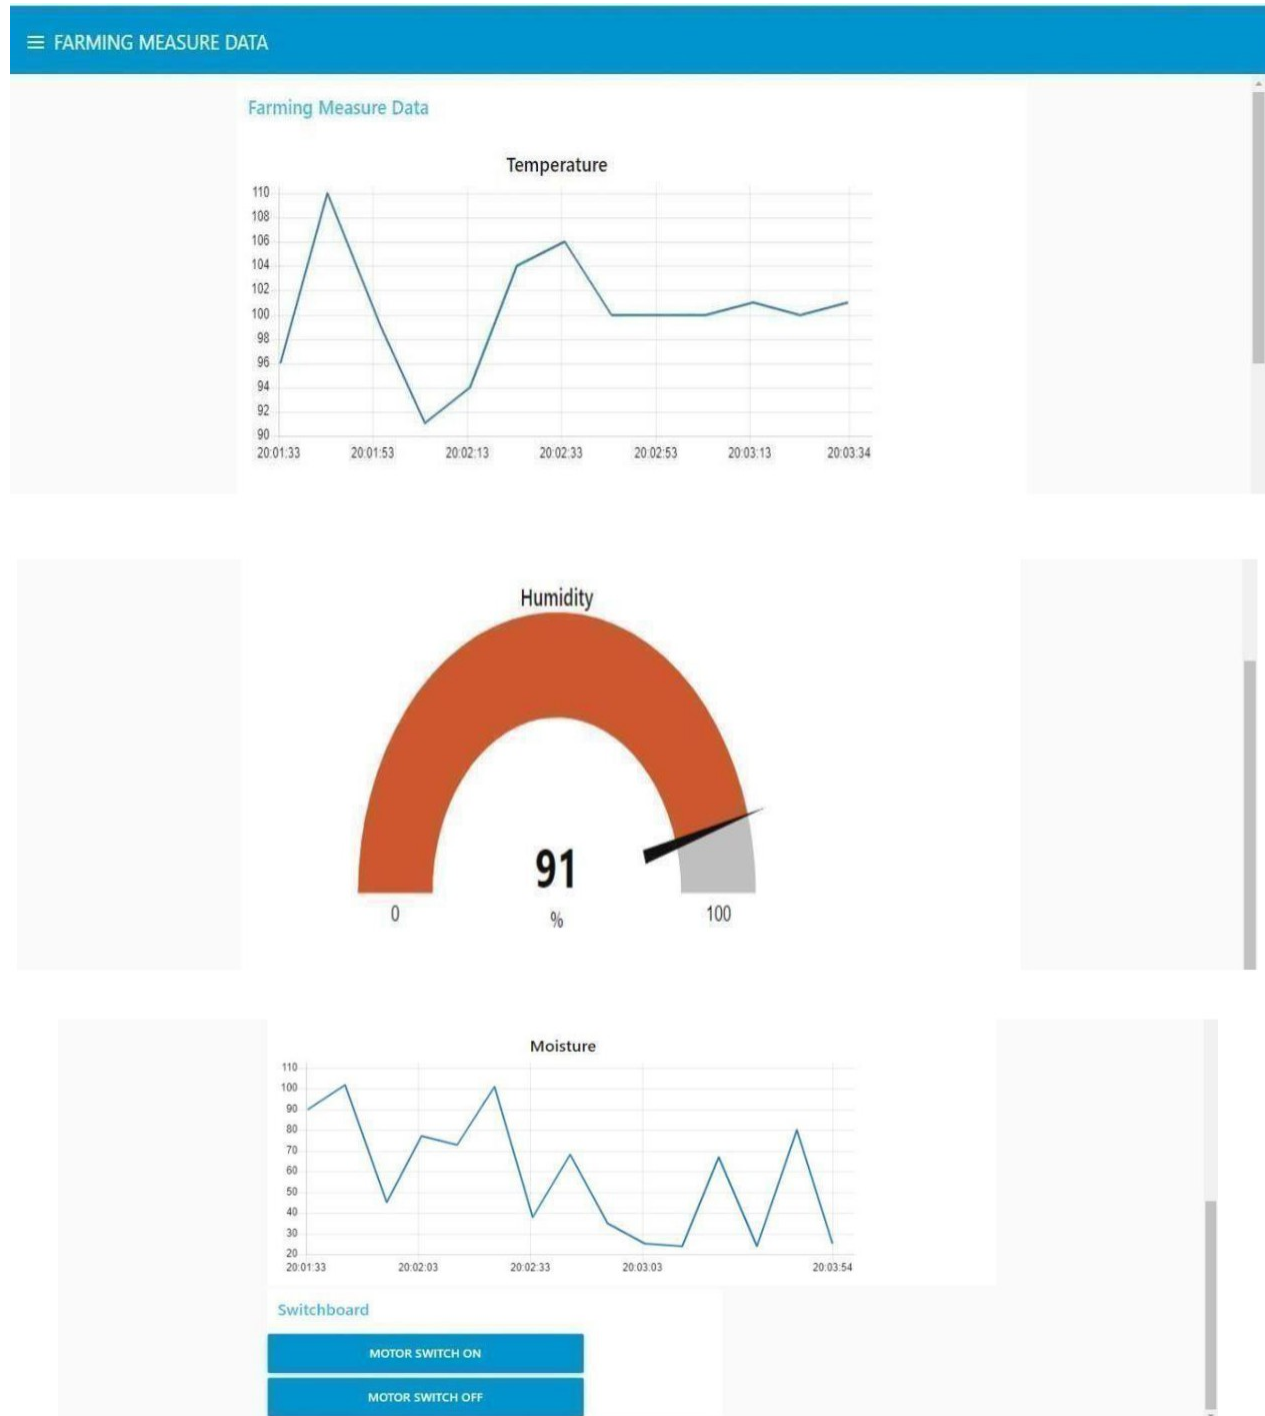 ≡ FARMING MEASURE DATA
Farming Measure Data
Temperature
110
108
106
104
102
100
98
96
94
92
90
20:01:33 20:01:53 20:02:13 20:02:33 20:02:53 20:03:13 20:03:34
Humidity
91
0 % 100
Moisture
110
100
90
80
70
60
50
40
30
20
20:01:33 20:02:03 20:02:33 20:03:03 20:03:54
Switchboard
MOTOR SWITCH ON
MOTOR SWITCH OFF